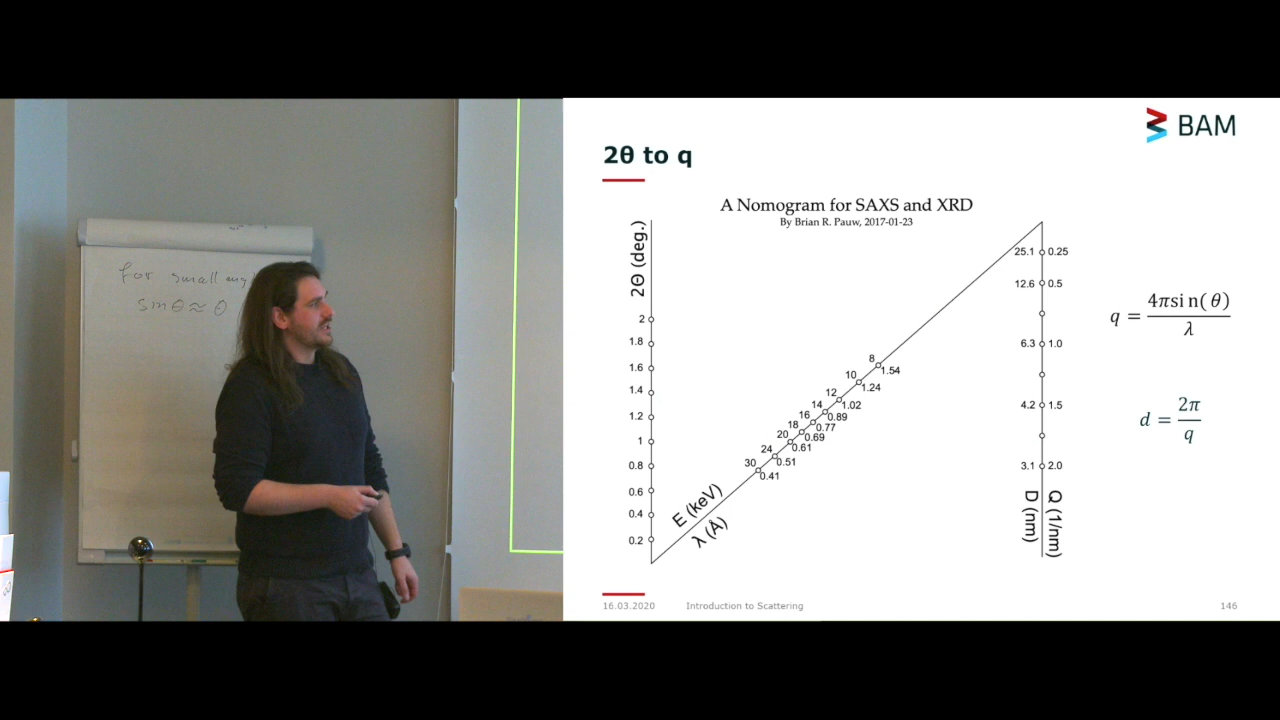 for small
sin θ ≈ θ
BAM
2θ to q
A Nomogram for SAXS and XRD
By Brian R. Pauw, 2017-01-23
2Θ (deg.)
2
1.8
1.6
1.4
1.2
1
0.8
0.6
0.4
0.2
8 1.54
10 1.24
12 1.02
14 0.89
16 0.77
18 0.69
20 0.61
24 0.51
30 0.41
E (keV)
λ (Å)
25.1 0.25
12.6 0.5
6.3 1.0
4.2 1.5
3.1 2.0
D (nm) Q (1/nm)
q = 4πsin(θ) / λ
d = 2π / q
16.03.2020 Introduction to Scattering 146